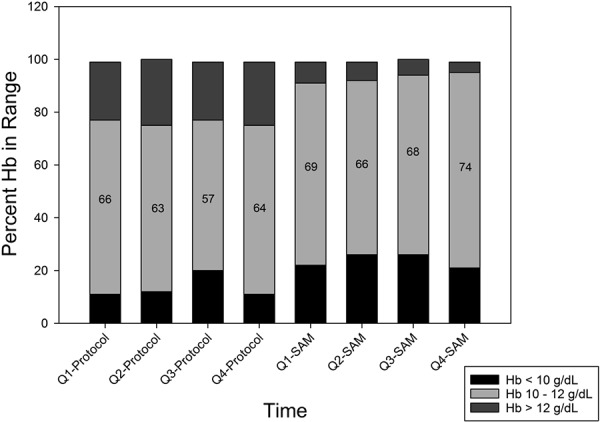 Percent Hb in Range
120
100
80
60
40
20
0
66
63
57
64
69
66
68
74
Q1-Protocol
Q2-Protocol
Q3-Protocol
Q4-Protocol
Q1-SAM
Q2-SAM
Q3-SAM
Q4-SAM
Time
Hb < 10 g/dL
Hb 10 - 12 g/dL
Hb > 12 g/dL